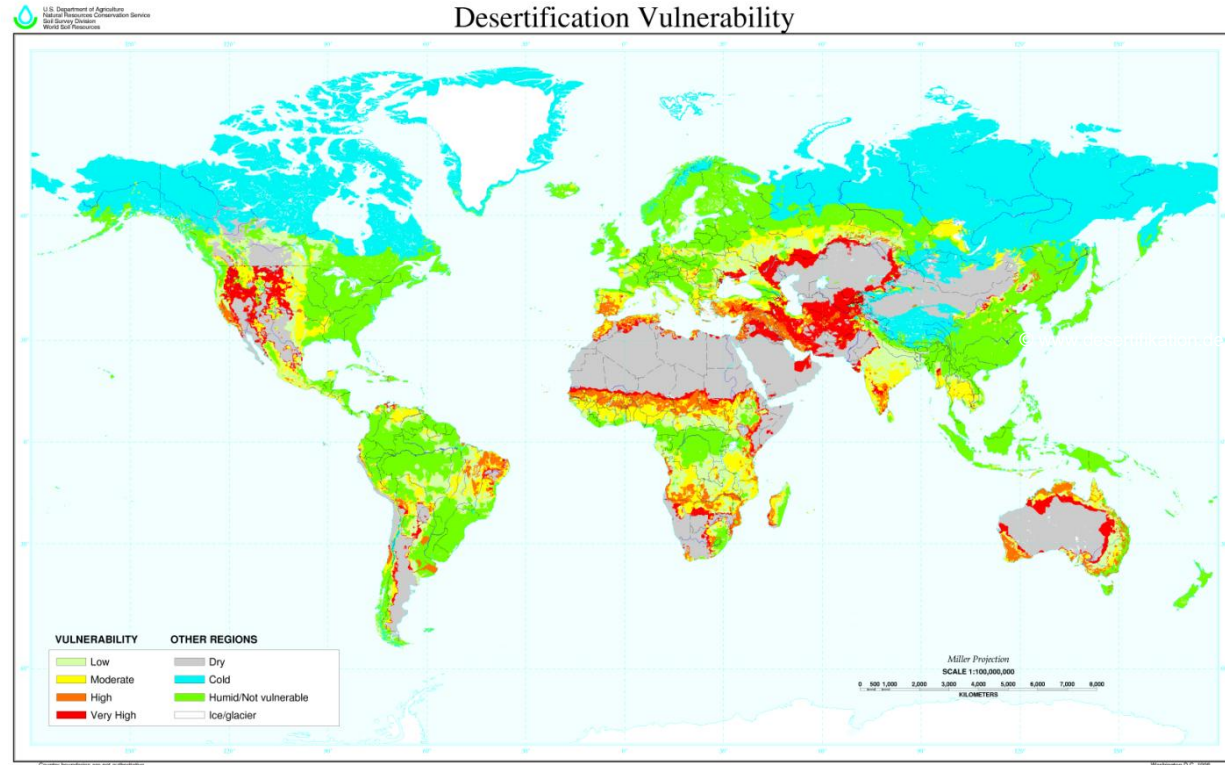 U.S. Department of Agriculture
Natural Resources Conservation Service
Soil Survey Division
World Soil Resources
Desertification Vulnerability
VULNERABILITY OTHER REGIONS
Low Dry
Moderate Cold
High Humid/Not vulnerable
Very High Ice/glacier
Miller Projection
SCALE 1:100,000,000
0 500 1,000 2,000 3,000 4,000 5,000 6,000 7,000 8,000
KILOMETERS